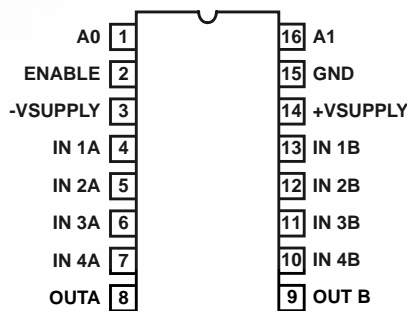 A0 1 16 A1
ENABLE 2 15 GND
-VSUPPLY 3 14 +VSUPPLY
IN 1A 4 13 IN 1B
IN 2A 5 12 IN 2B
IN 3A 6 11 IN 3B
IN 4A 7 10 IN 4B
OUTA 8 9 OUT B